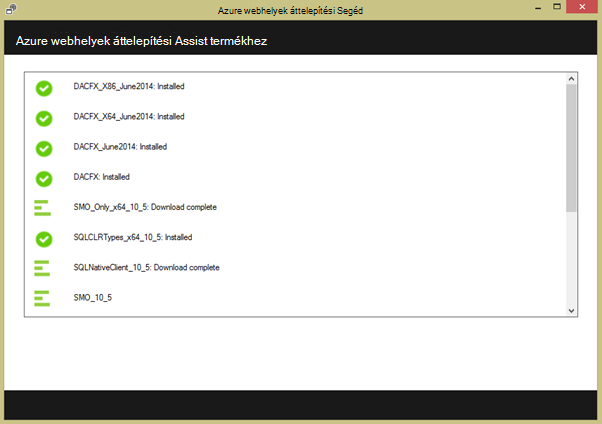 Azure webhelyek áttelepítési Segéd
Azure webhelyek áttelepítési Assist termékhez
DACFX_X86_June2014: Installed
DACFX_X64_June2014: Installed
DACFX_June2014: Installed
DACFX: Installed
SMO_Only_x64_10_5: Download complete
SQLCLRTypes_x64_10_5: Installed
SQLNativeClient_10_5: Download complete
SMO_10_5